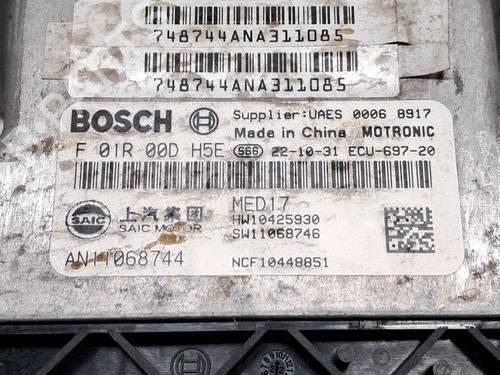 748744ANA311085
748744ANA311085
BOSCH Supplier:UAES 0006 8917
Made in China MOTRONIC
F 01R 00D H5E 566 22-10-31 ECU-697-20
MED17
HW10425930
SW11068746
SAIC 上汽集团
SAIC MOTOR
AN11068744 NCF10448851